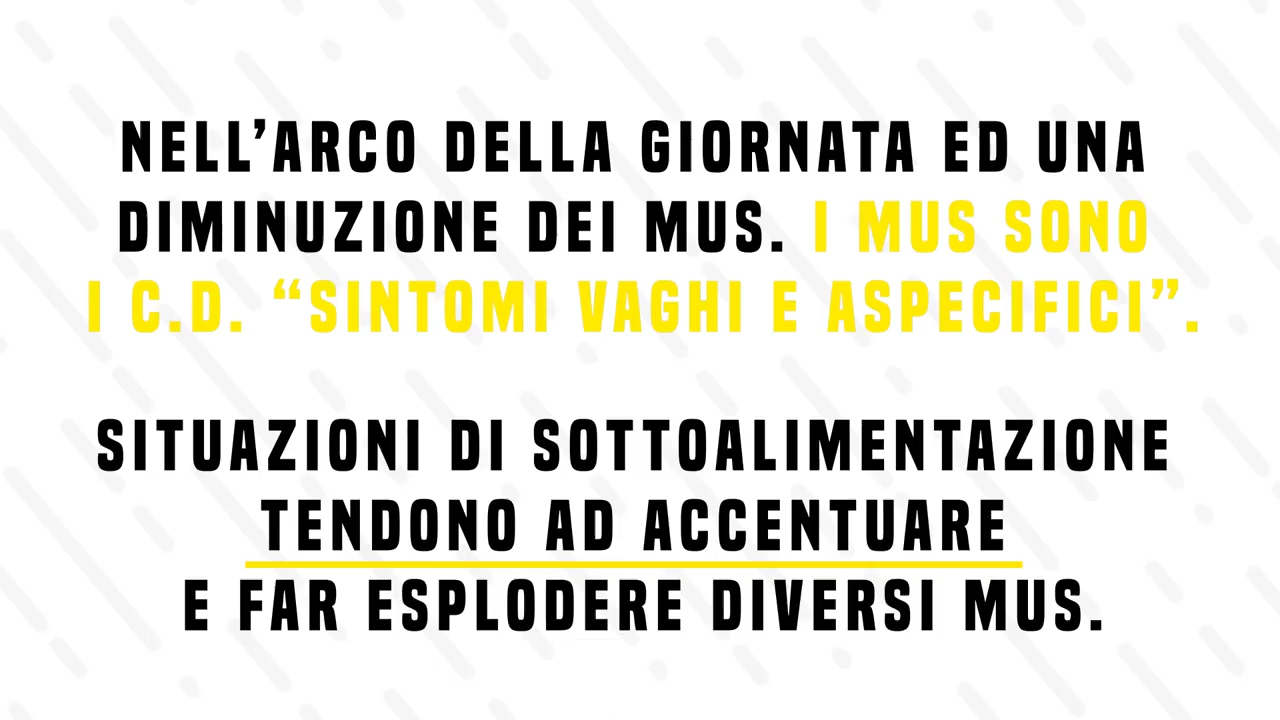 NELL’ARCO DELLA GIORNATA ED UNA
DIMINUZIONE DEI MUS. I MUS SONO
I C.D. “SINTOMI VAGHI E ASPECIFICI”.
SITUAZIONI DI SOTTOALIMENTAZIONE
TENDONO AD ACCENTUARE
E FAR ESPLODERE DIVERSI MUS.